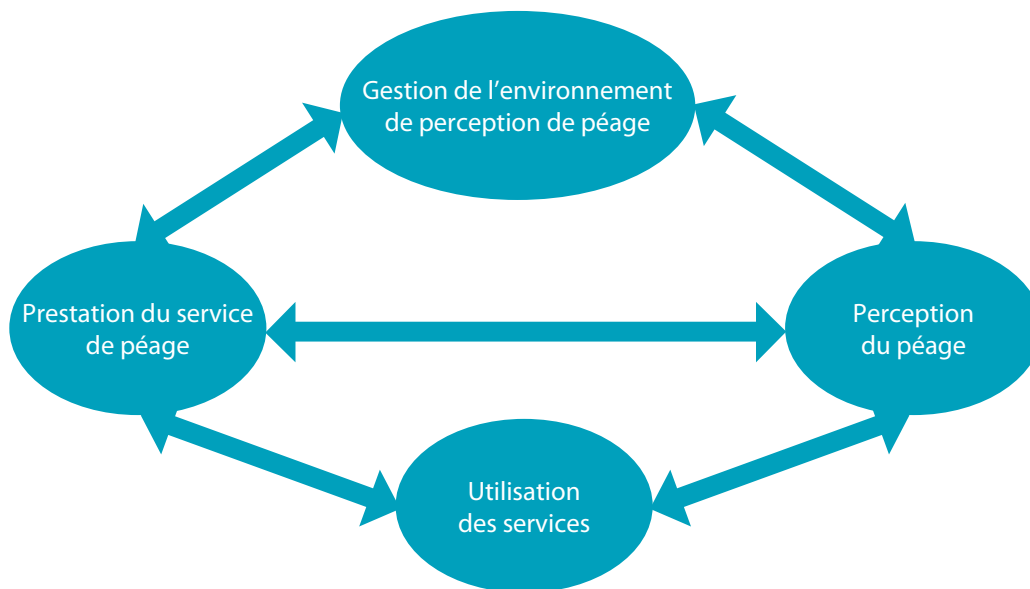 Gestion de l’environnement
de perception de péage
Prestation du service
de péage
Perception
du péage
Utilisation
des services